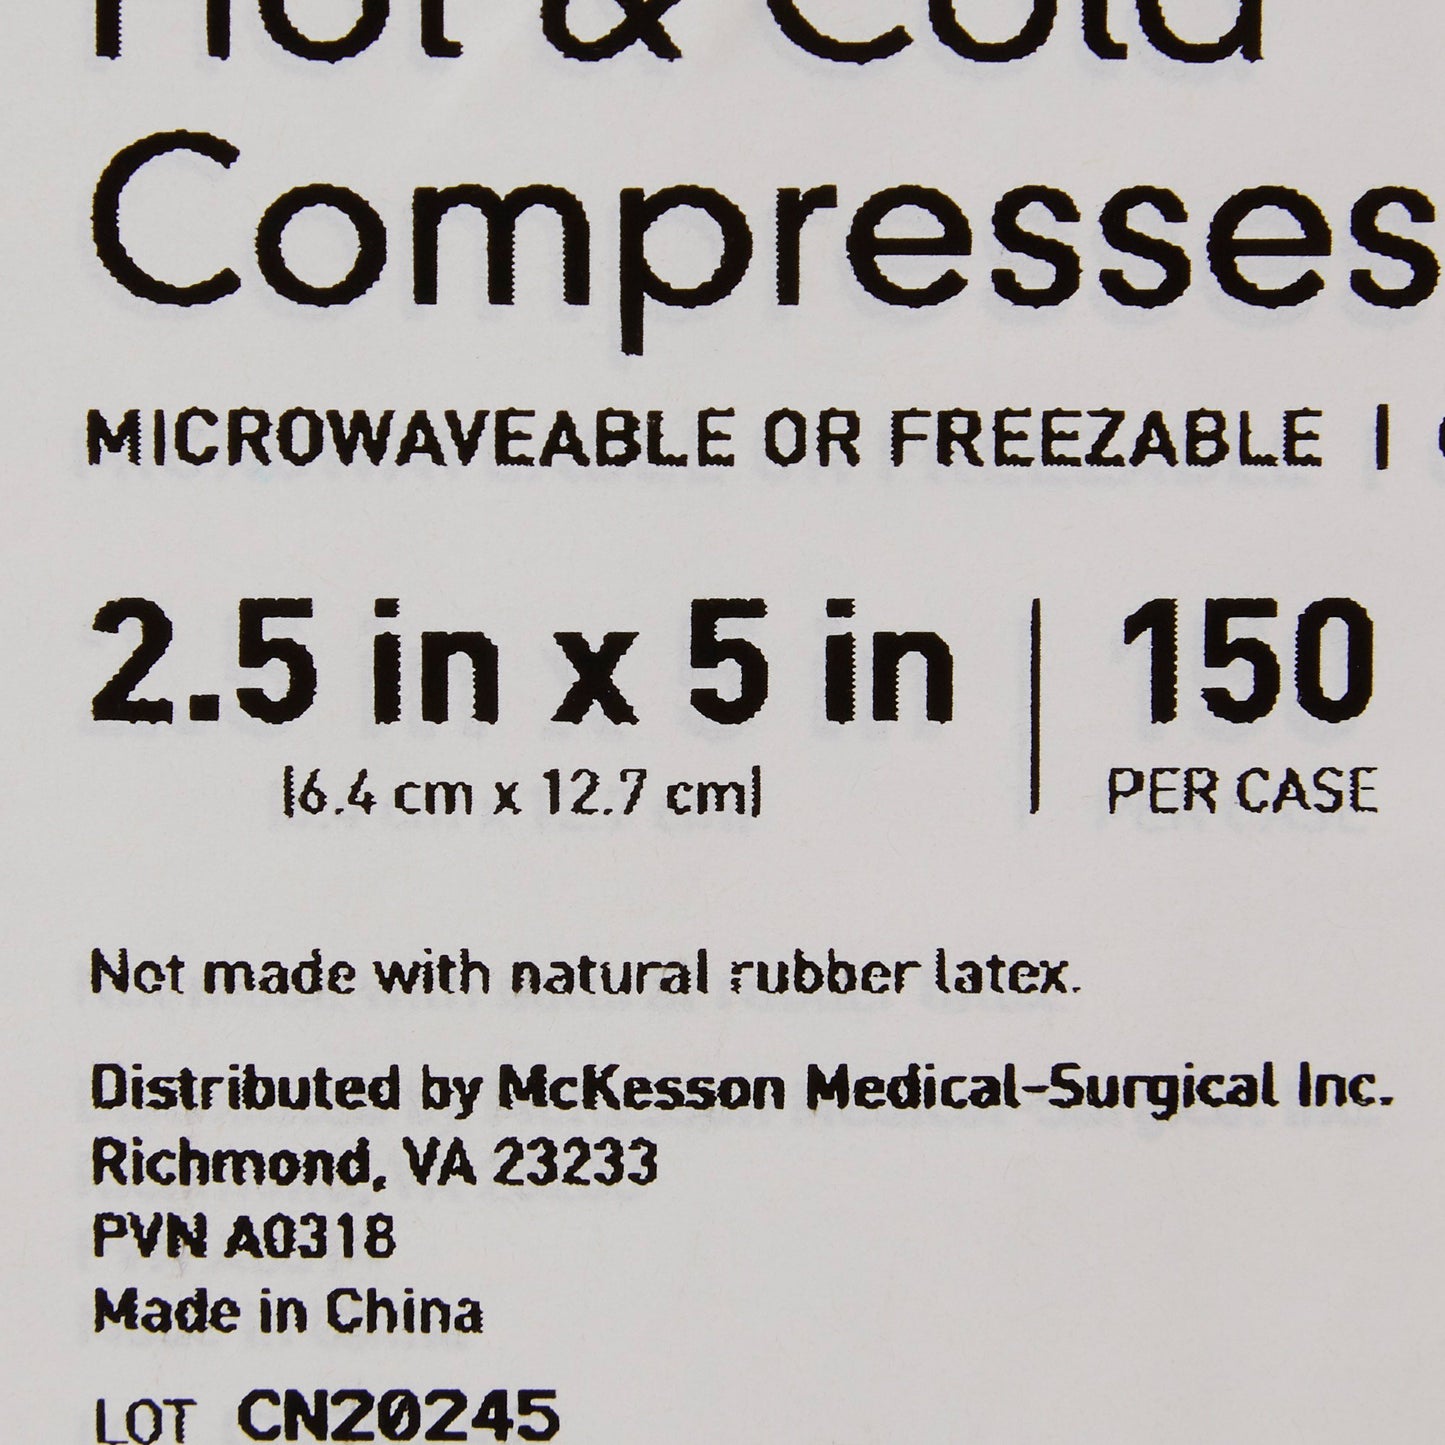 Hot & Cold
Compresses
MICROWAVEABLE OR FREEZABLE |
2.5 in x 5 in | 150
(6.4 cm x 12.7 cm) PER CASE
Not made with natural rubber latex.
Distributed by McKesson Medical-Surgical Inc.
Richmond, VA 23233
PVN A0318
Made in China
LOT CN20245